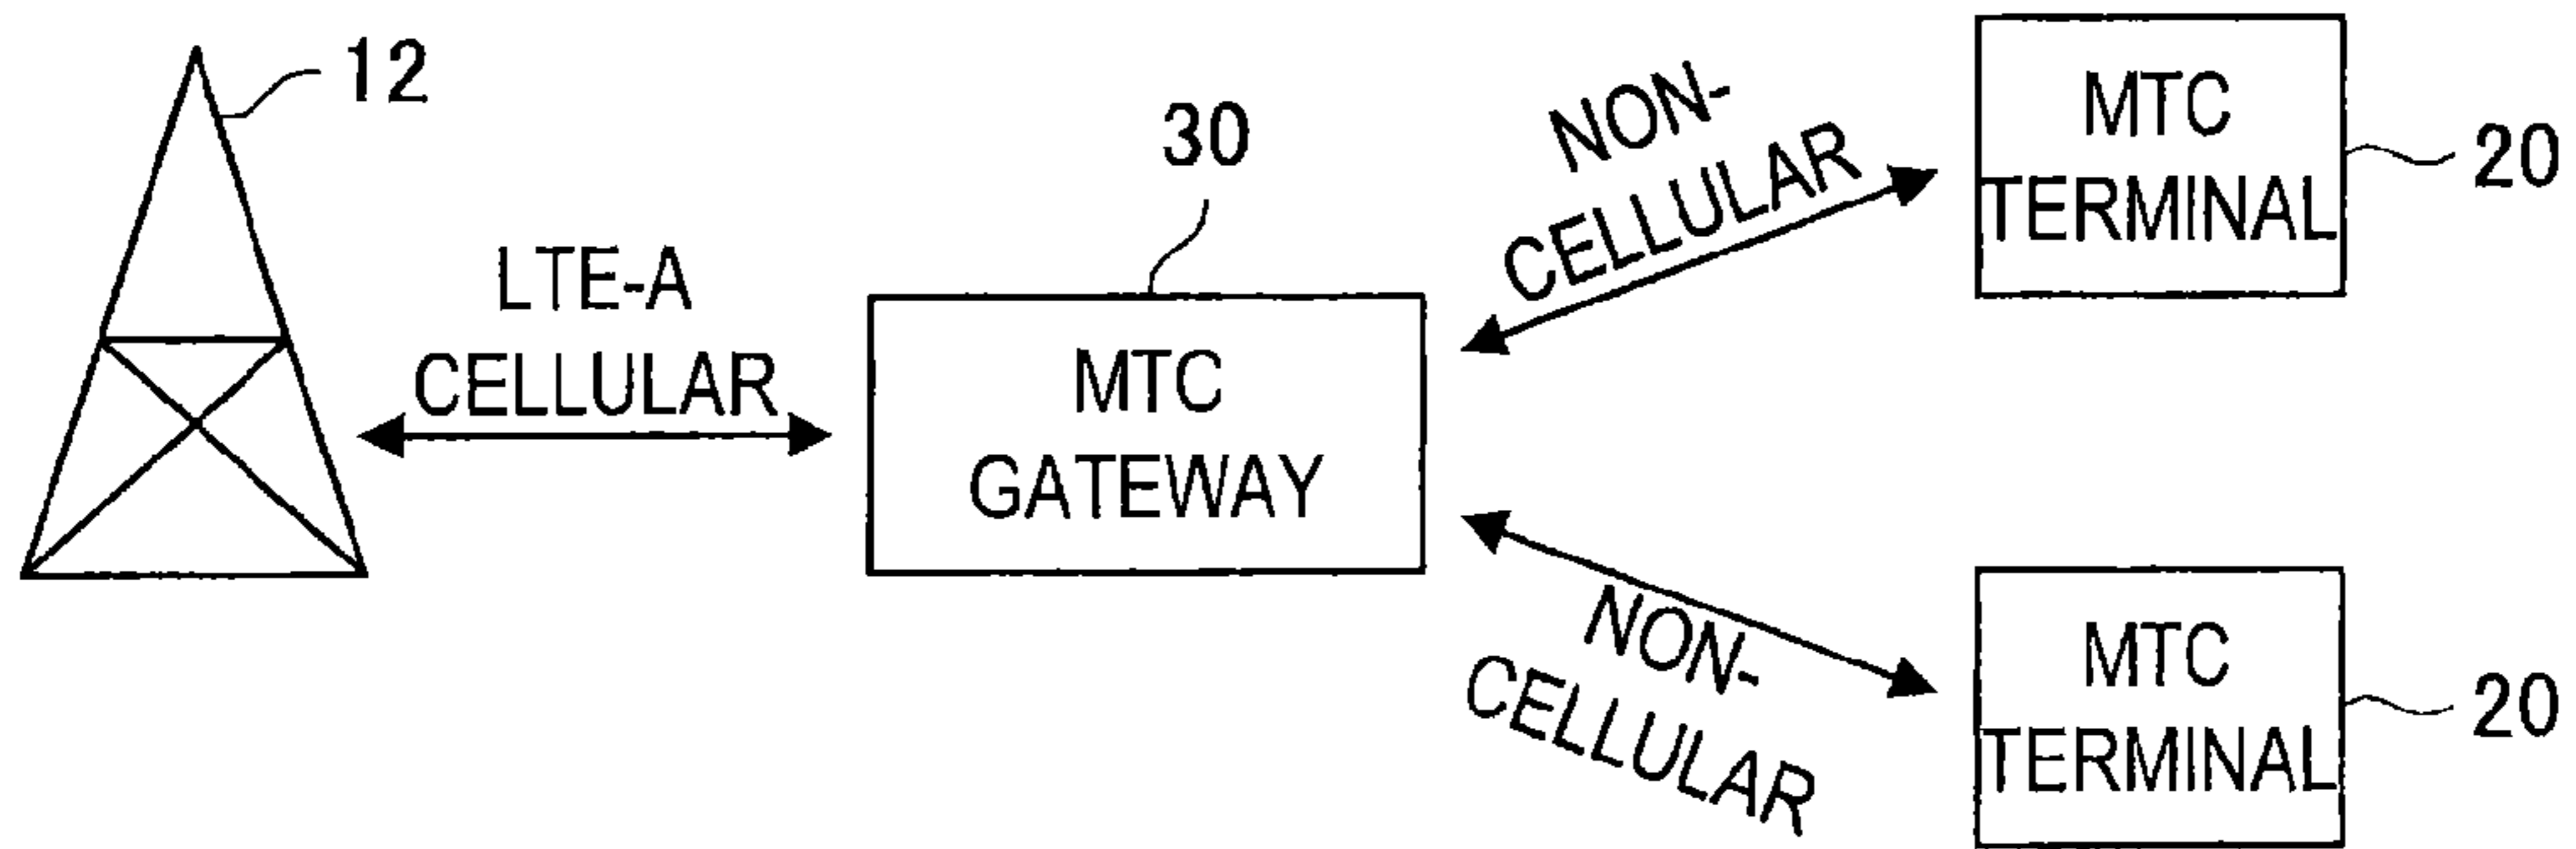 12
LTE-A
CELLULAR
30
MTC
GATEWAY
NON-
CELLULAR
MTC
TERMINAL
20
NON-
CELLULAR
MTC
TERMINAL
20